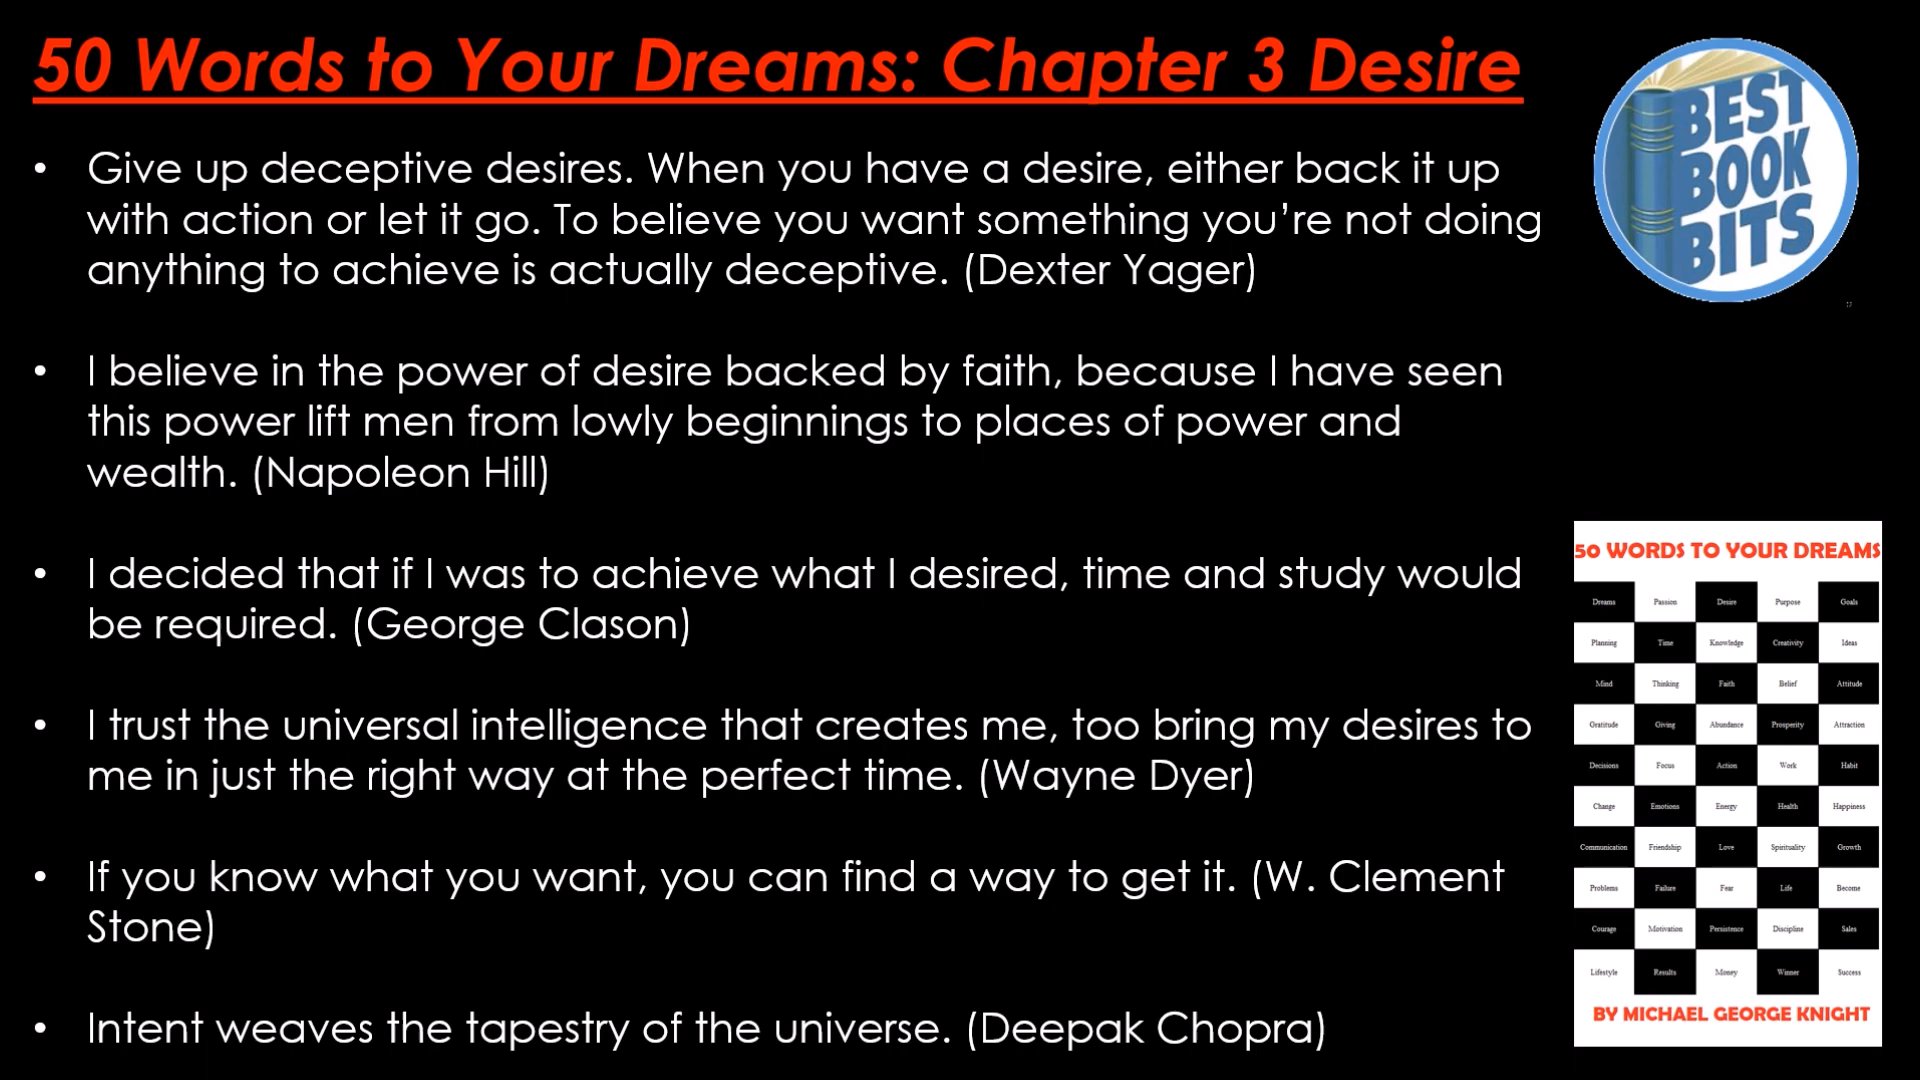 50 Words to Your Dreams: Chapter 3 Desire
• Give up deceptive desires. When you have a desire, either back it up
with action or let it go. To believe you want something you’re not doing
anything to achieve is actually deceptive. (Dexter Yager)
• I believe in the power of desire backed by faith, because I have seen
this power lift men from lowly beginnings to places of power and
wealth. (Napoleon Hill)
• I decided that if I was to achieve what I desired, time and study would
be required. (George Clason)
• I trust the universal intelligence that creates me, too bring my desires to
me in just the right way at the perfect time. (Wayne Dyer)
• If you know what you want, you can find a way to get it. (W. Clement
Stone)
• Intent weaves the tapestry of the universe. (Deepak Chopra)
BEST
BOOK
BITS
50 WORDS TO YOUR DREAMS
Dreams Passion Desire Purpose Goals
Planning Time Knowledge Creativity Ideas
Mind Thinking Faith Belief Attitude
Gratitude Giving Abundance Prosperity Attraction
Decisions Focus Action Work Habit
Change Emotions Energy Health Happiness
Communication Friendship Love Spirituality Growth
Problems Failure Fear Life Become
Courage Motivation Persistence Discipline Sales
Lifestyle Results Money Winner Success
BY MICHAEL GEORGE KNIGHT